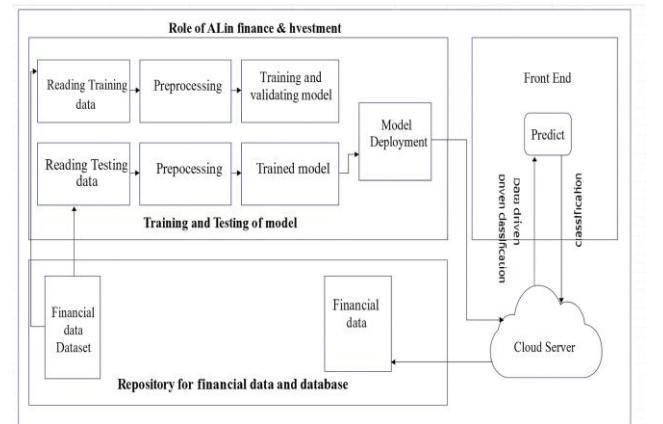 Role of ALin finance & hvestment
Reading Training
data
Preprocessing
Training and
validating model
Model
Deployment
Reading Testing
data
Prepocessing
Trained model
Training and Testing of model
Front End
Predict
Data driven
Driven classification
classification
Financial
data
Dataset
Financial
data
Cloud Server
Repository for financial data and database